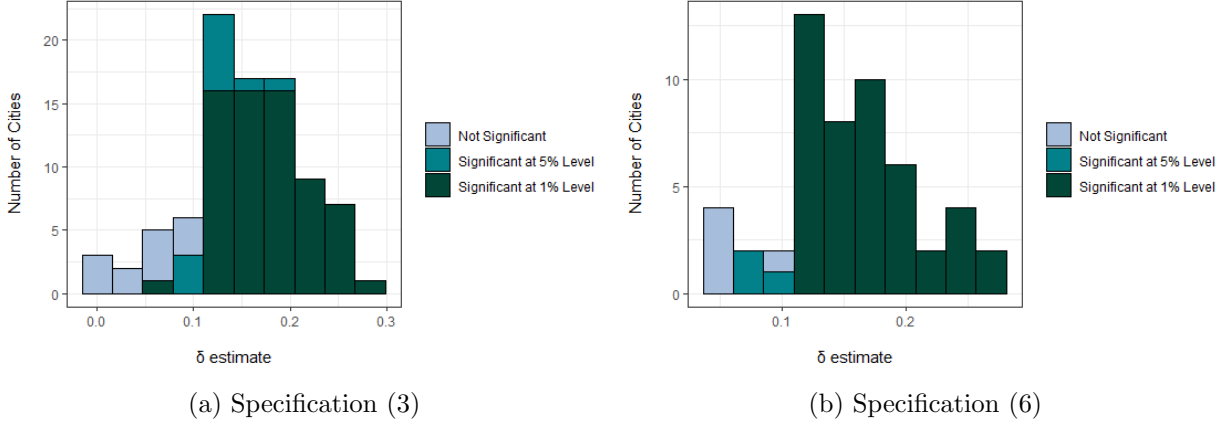 20
15
10
5
0
Number of Cities
0.0
0.1
0.2
0.3
δ estimate
Not Significant
Significant at 5% Level
Significant at 1% Level
(a) Specification (3)
10
5
0
Number of Cities
0.1
0.2
δ estimate
Not Significant
Significant at 5% Level
Significant at 1% Level
(b) Specification (6)